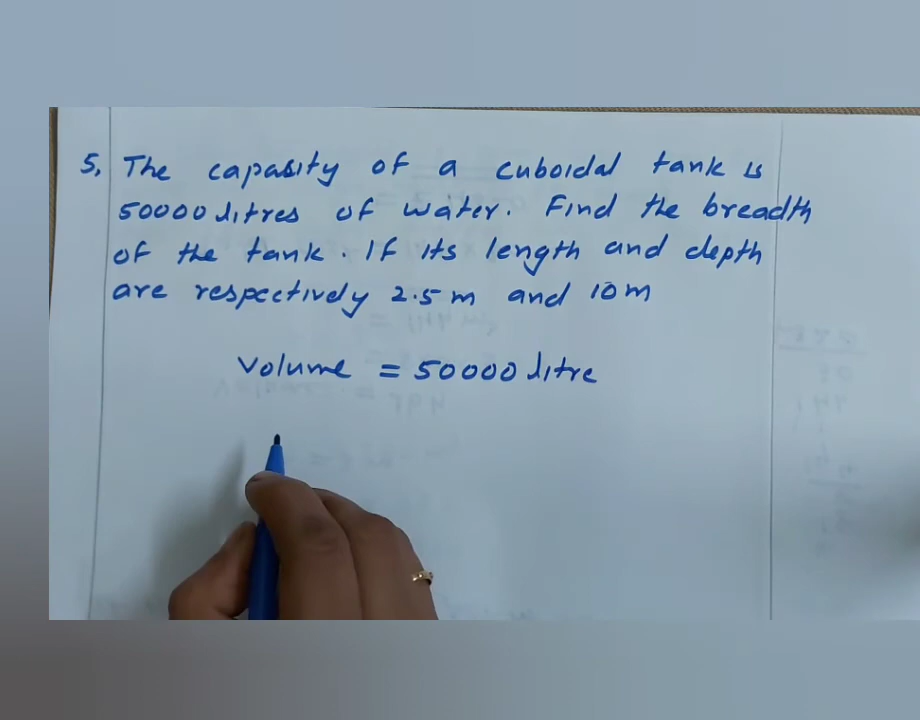 5, The capasity of a cuboidal tank is
50000 litres of water. Find the breadth
of the tank. If its length and depth
are respectively 2.5 m and 10 m
Volume = 50000 litre